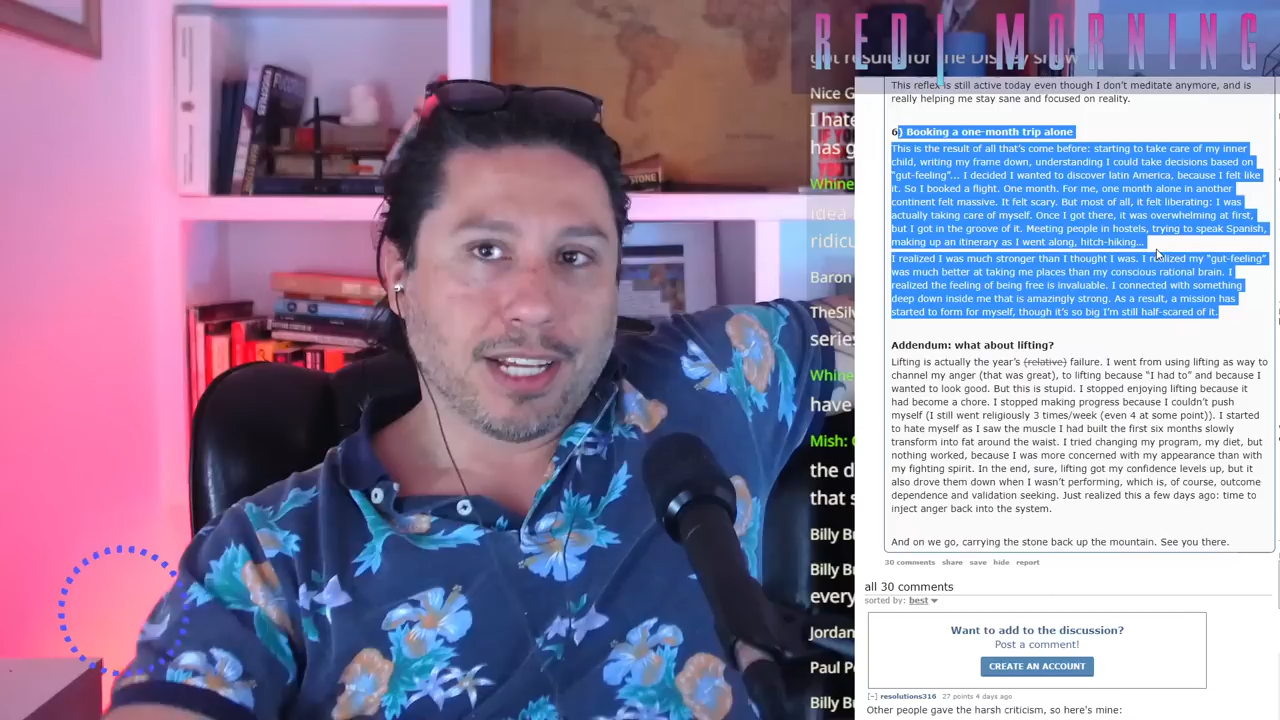 RED MORNING
got results for the Disney show
Nice G
I hate
has g
Whine
idea
ridicu
Baron
TheSil
series
Whine
have
Mish: C
the d
that s
Billy Bu
Billy Bu
every
Jordan
Paul Pe
Billy Bu
This reflex is still active today even though I don't meditate anymore, and is
really helping me stay sane and focused on reality.
6) Booking a one-month trip alone
This is the result of all that's come before: starting to take care of my inner
child, writing my frame down, understanding I could take decisions based on
"gut-feeling"... I decided I wanted to discover latin America, because I felt like
it. So I booked a flight. One month. For me, one month alone in another
continent felt massive. It felt scary. But most of all, it felt liberating: I was
actually taking care of myself. Once I got there, it was overwhelming at first,
but I got in the groove of it. Meeting people in hostels, trying to speak Spanish,
making up an itinerary as I went along, hitch-hiking...
I realized I was much stronger than I thought I was. I realized my "gut-feeling"
was much better at taking me places than my conscious rational brain. I
realized the feeling of being free is invaluable. I connected with something
deep down inside me that is amazingly strong. As a result, a mission has
started to form for myself, though it's so big I'm still half-scared of it.
Addendum: what about lifting?
Lifting is actually the year's (relative) failure. I went from using lifting as way to
channel my anger (that was great), to lifting because "I had to" and because I
wanted to look good. But this is stupid. I stopped enjoying lifting because it
had become a chore. I stopped making progress because I couldn't push
myself (I still went religiously 3 times/week (even 4 at some point)). I started
to hate myself as I saw the muscle I had built the first six months slowly
transform into fat around the waist. I tried changing my program, my diet, but
nothing worked, because I was more concerned with my appearance than with
my fighting spirit. In the end, sure, lifting got my confidence levels up, but it
also drove them down when I wasn't performing, which is, of course, outcome
dependence and validation seeking. Just realized this a few days ago: time to
inject anger back into the system.
And on we go, carrying the stone back up the mountain. See you there.
30 comments share save hide report
all 30 comments
sorted by: best
Want to add to the discussion?
Post a comment!
CREATE AN ACCOUNT
[–] resolutions316 27 points 4 days ago
Other people gave the harsh criticism, so here's mine: